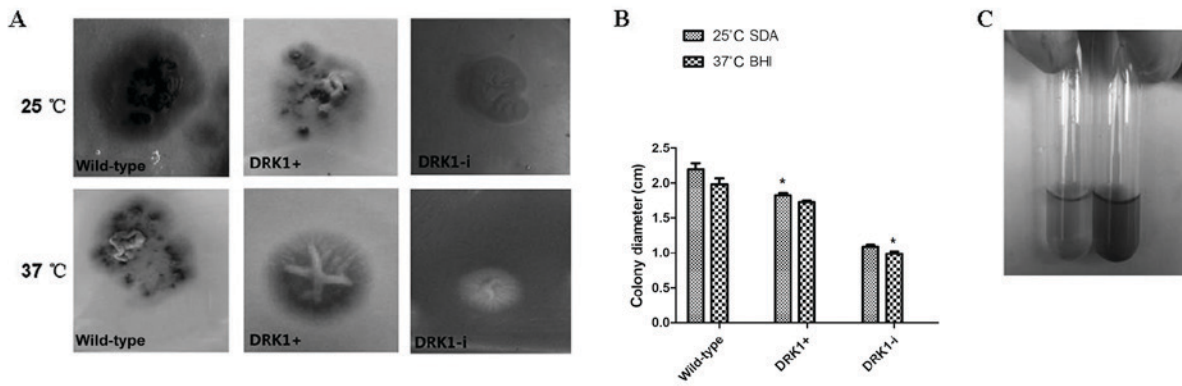 A
25 ℃
Wild-type
DRK1+
DRK1-i
37 ℃
Wild-type
DRK1+
DRK1-i
B
25°C SDA
37°C BHI
Colony diameter (cm)
2.5
2.0
1.5
1.0
0.5
0.0
*
*
Wild-type
DRK1+
DRK1-i
C